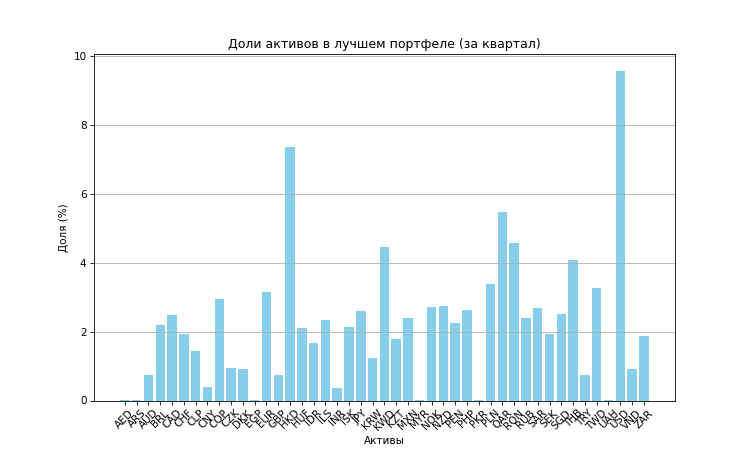 Доли активов в лучшем портфеле (за квартал)
Доля (%)
10
8
6
4
2
0
AED ARS AUD BRL CAD CHF CLP CNY COP CZK DKK EGP EUR GBP HKD HUF IDR ILS INR ISK JPY KRW KWD KZT MXN MYR NOK NZD PEN PHP PKR PLN QAR RON RUB SAR SEK SGD THB TRY TWD UAH USD VND ZAR
Активы